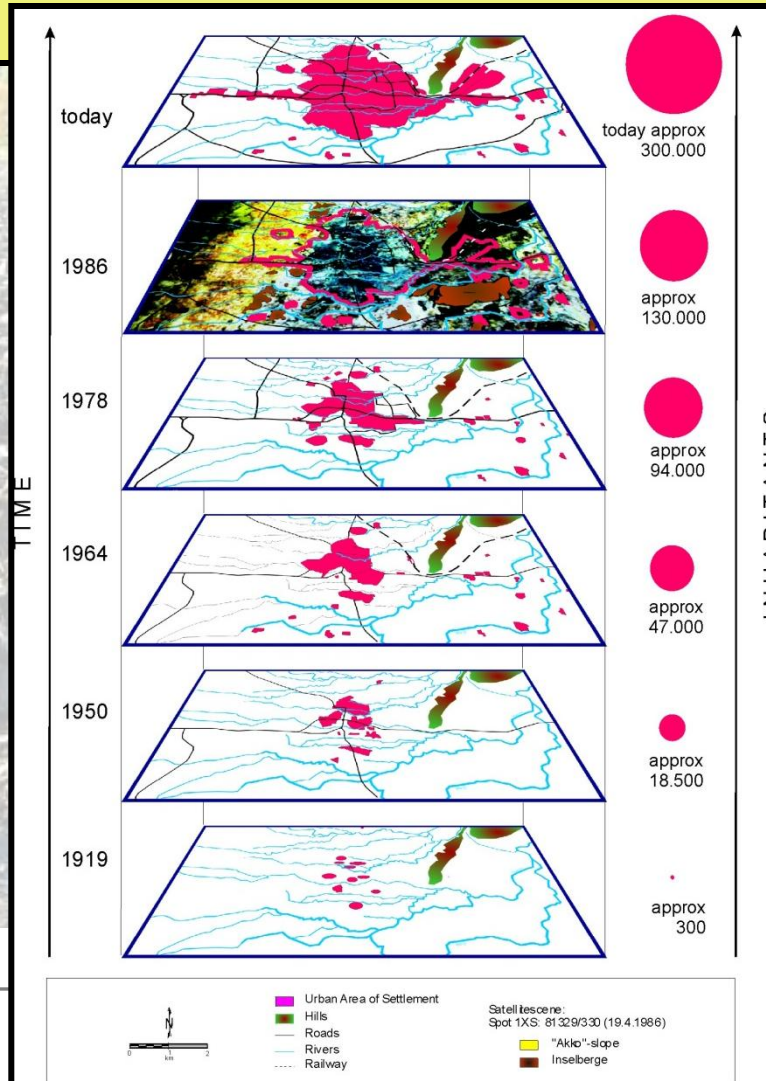 today
today approx
300.000
1986
approx
130.000
1978
approx
94.000
TIME
1964
approx
47.000
1950
approx
18.500
1919
approx
300
N
0 1 2
km
Urban Area of Settlement
Hills
Roads
Rivers
Railway
Satellitescene:
Spot 1XS: 81329/330 (19.4.1986)
"Akko"-slope
Inselberge